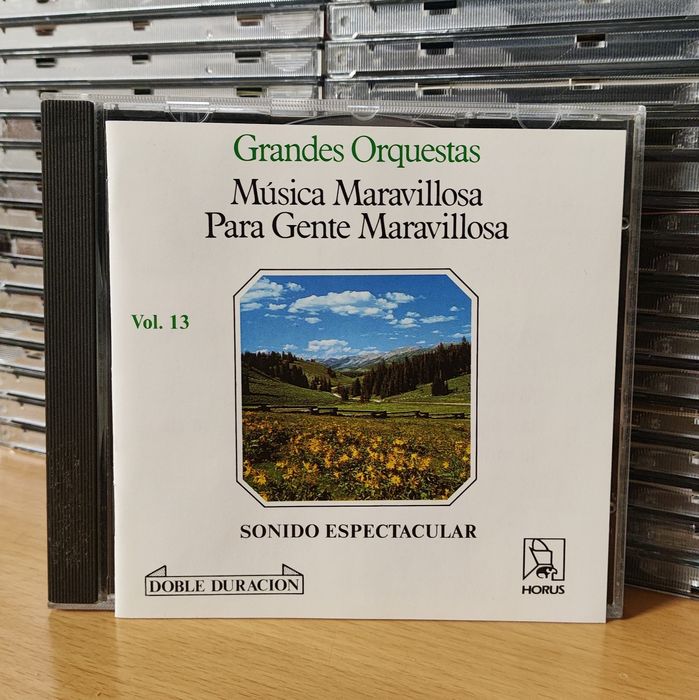 Grandes Orquestas
Música Maravillosa
Para Gente Maravillosa
Vol. 13
SONIDO ESPECTACULAR
DOBLE DURACION
HORUS